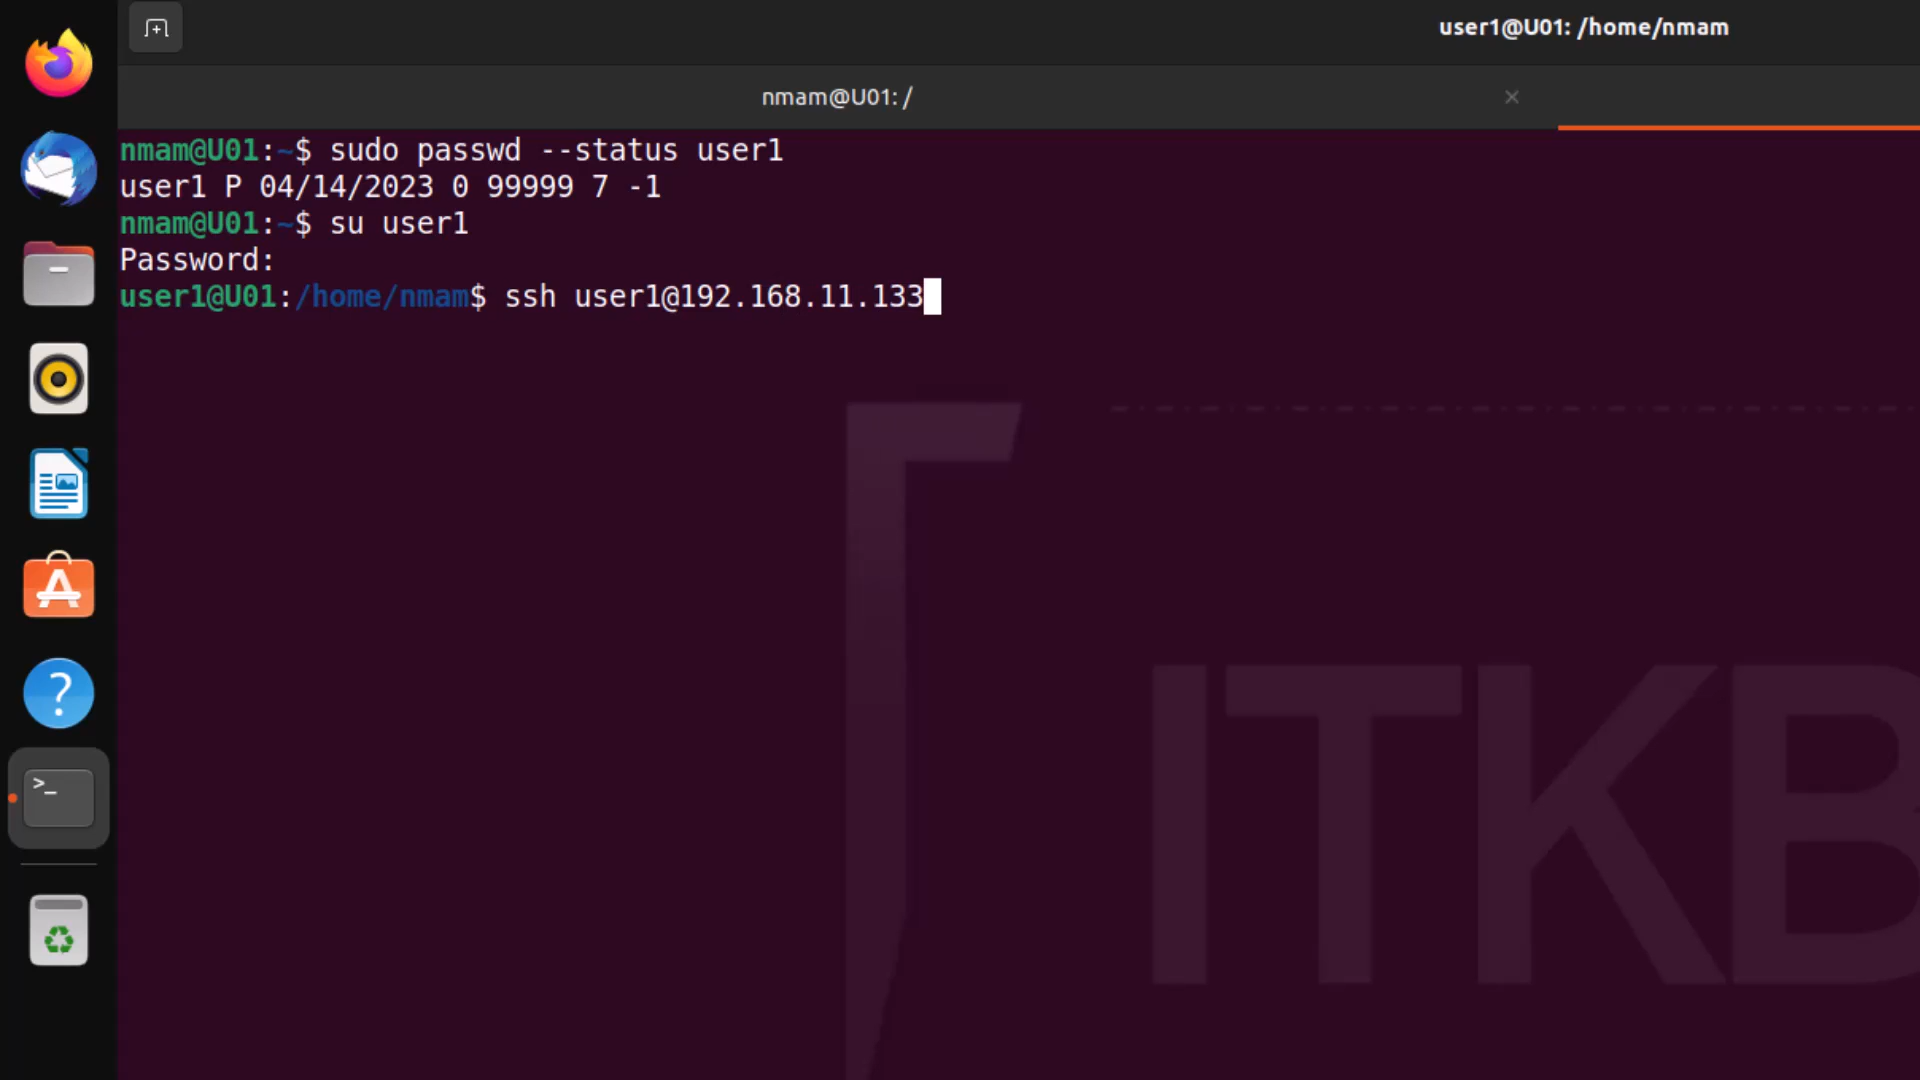 user1@U01: /home/nmam
nmam@U01: /
nmam@U01:~$ sudo passwd --status user1
user1 P 04/14/2023 0 99999 7 -1
nmam@U01:~$ su user1
Password:
user1@U01:/home/nmam$ ssh user1@192.168.11.133
>_
ITKB